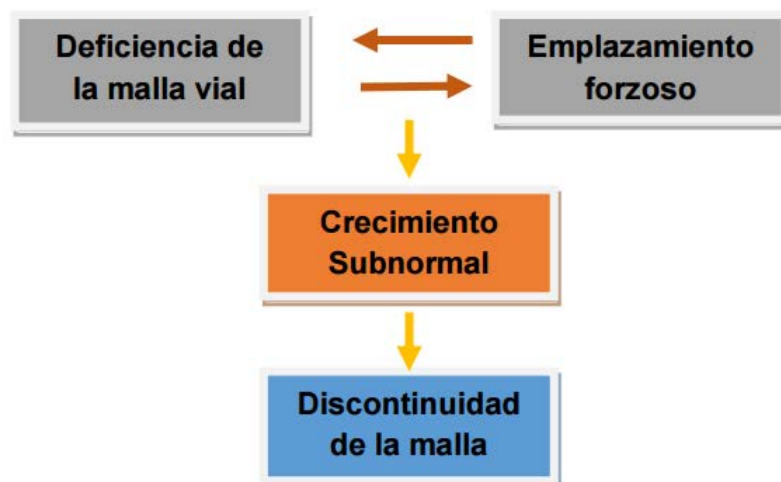 Deficiencia de
la malla vial
Emplazamiento
forzoso
Crecimiento
Subnormal
Discontinuidad
de la malla